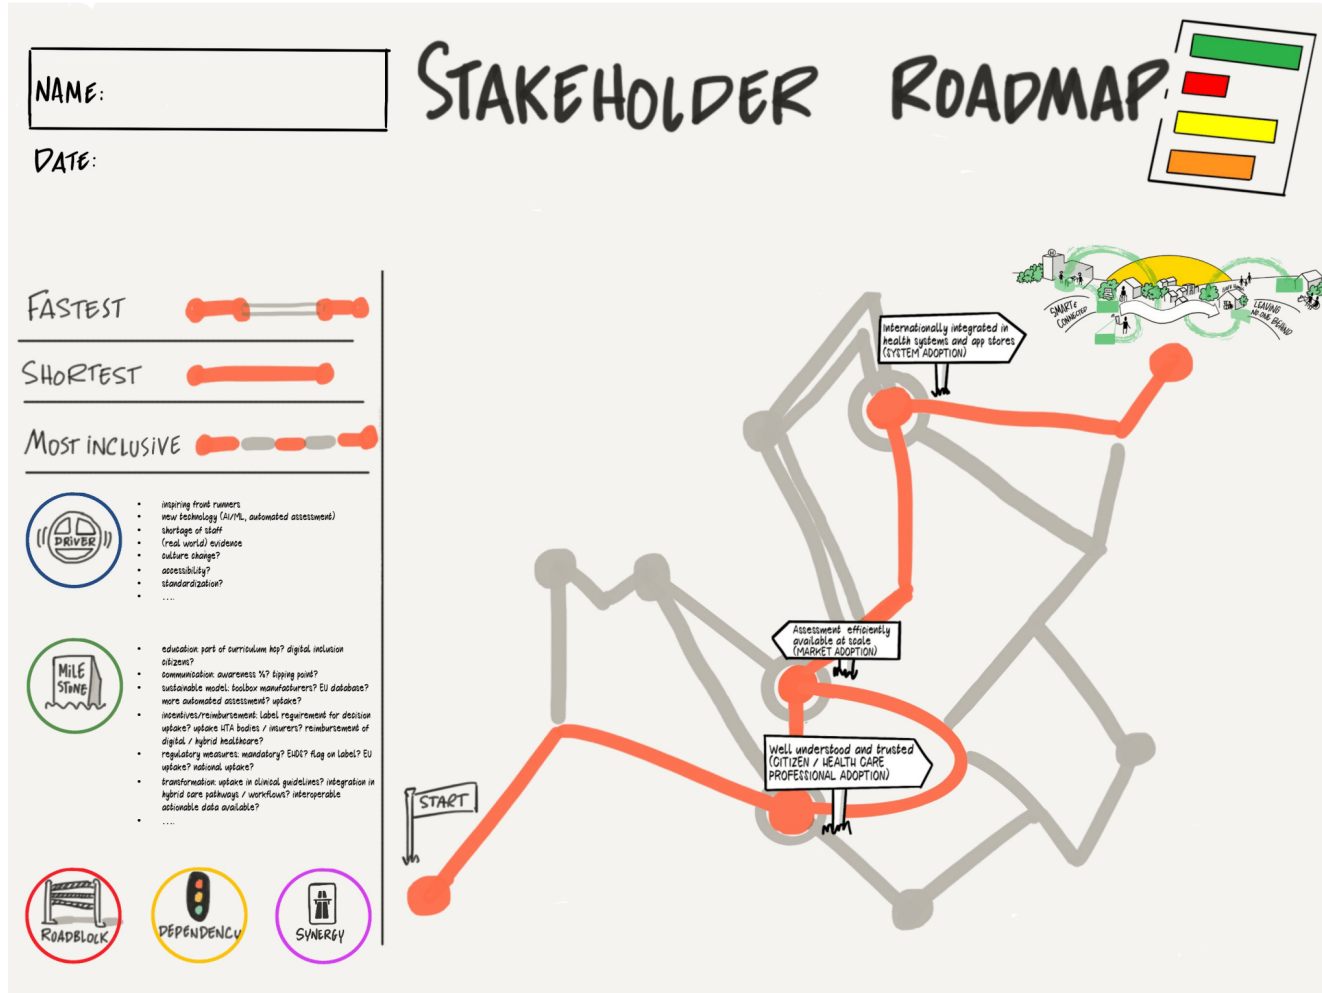 NAME:
STAKEHOLDER ROADMAP
DATE:
SMART & CONNECTED
LEAVING NO ONE BEHIND
FASTEST
SHORTEST
MOST INCLUSIVE
Internationally integrated in
health systems and app stores
(SYSTEM ADOPTION)
DRIVER
• inspiring front runners
• new technology (AI/ML, automated assessment)
• shortage of staff
• (real world) evidence
• culture change?
• accessibility?
• standardization?
• ....
MILE
STONE
• education: part of curriculum hcp? digital inclusion
citizens?
• communication: awareness %? tipping point?
• sustainable model: toolbox manufacturers? EU database?
more automated assessment? uptake?
• incentives/reimbursement: label requirement for decision
uptake? uptake HTA bodies / insurers? reimbursement of
digital / hybrid healthcare?
• regulatory measures: mandatory? EHDS? flag on label? EU
uptake? national uptake?
• transformation: uptake in clinical guidelines? integration in
hybrid care pathways / workflows? interoperable
actionable data available?
• ....
Assessment efficiently
available at scale
(MARKET ADOPTION)
Well understood and trusted
(CITIZEN / HEALTH CARE
PROFESSIONAL ADOPTION)
START
ROADBLOCK
DEPENDENCY
SYNERGY